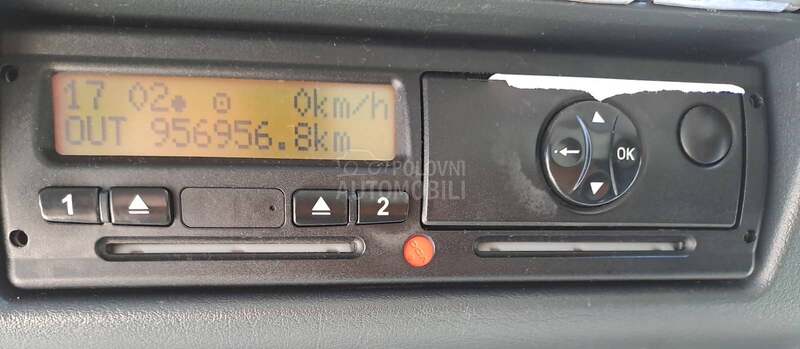 17 02 0km/h
OUT 956956.8km
POLOVNI
AUTOMOBILI
1 2
OK